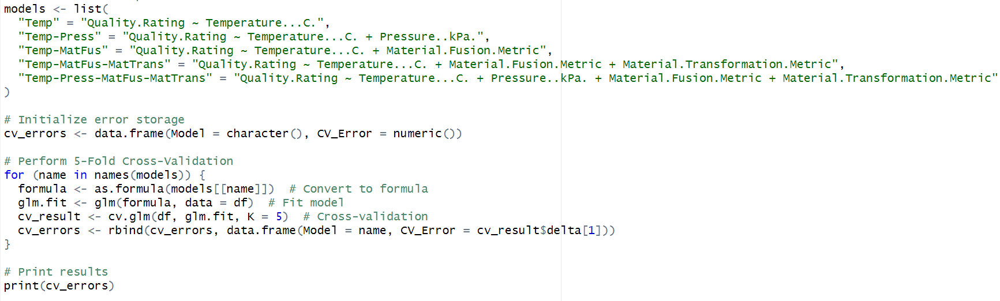 models <- list(
  "Temp" = "Quality.Rating ~ Temperature...C.",
  "Temp-Press" = "Quality.Rating ~ Temperature...C. + Pressure..kPa.",
  "Temp-MatFus" = "Quality.Rating ~ Temperature...C. + Material.Fusion.Metric",
  "Temp-MatFus-MatTrans" = "Quality.Rating ~ Temperature...C. + Material.Fusion.Metric + Material.Transformation.Metric",
  "Temp-Press-MatFus-MatTrans" = "Quality.Rating ~ Temperature...C. + Pressure..kPa. + Material.Fusion.Metric + Material.Transformation.Metric"
)

# Initialize error storage
cv_errors <- data.frame(Model = character(), CV_Error = numeric())

# Perform 5-Fold Cross-Validation
for (name in names(models)) {
  formula <- as.formula(models[[name]])  # Convert to formula
  glm.fit <- glm(formula, data = df)  # Fit model
  cv_result <- cv.glm(df, glm.fit, K = 5)  # Cross-validation
  cv_errors <- rbind(cv_errors, data.frame(Model = name, CV_Error = cv_result$delta[1]))
}

# Print results
print(cv_errors)